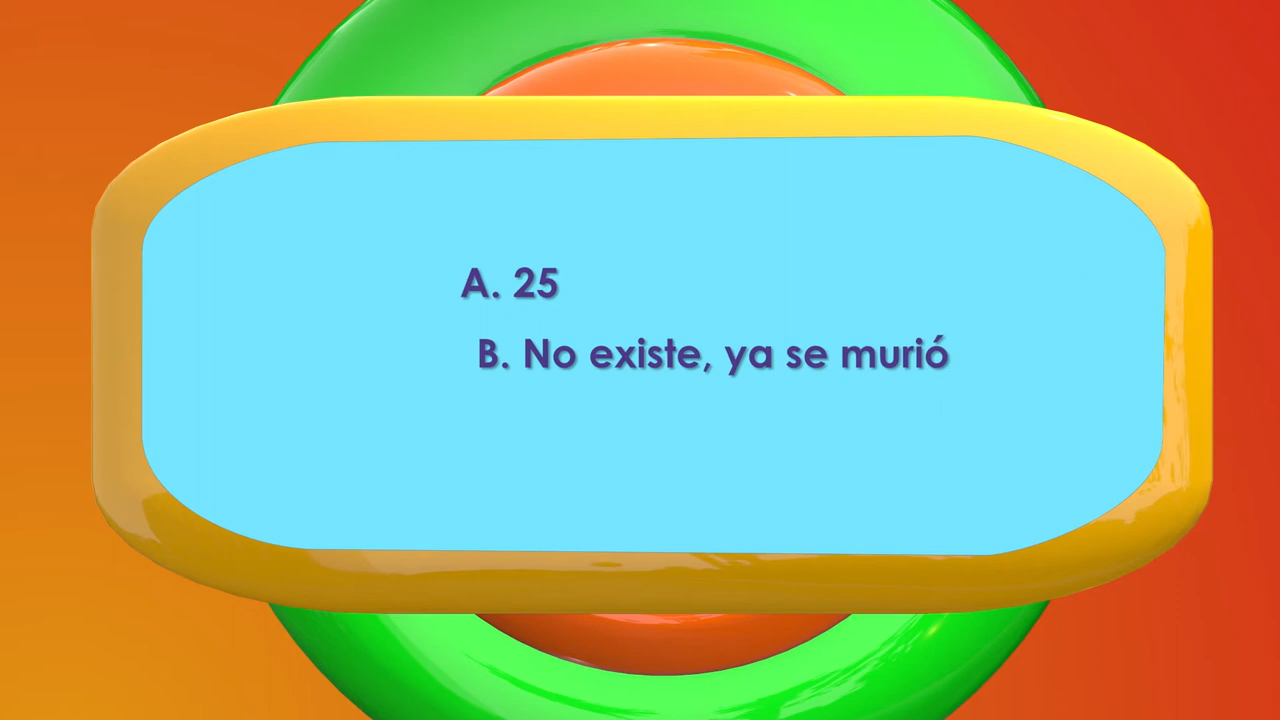 A. 25
B. No existe, ya se murió